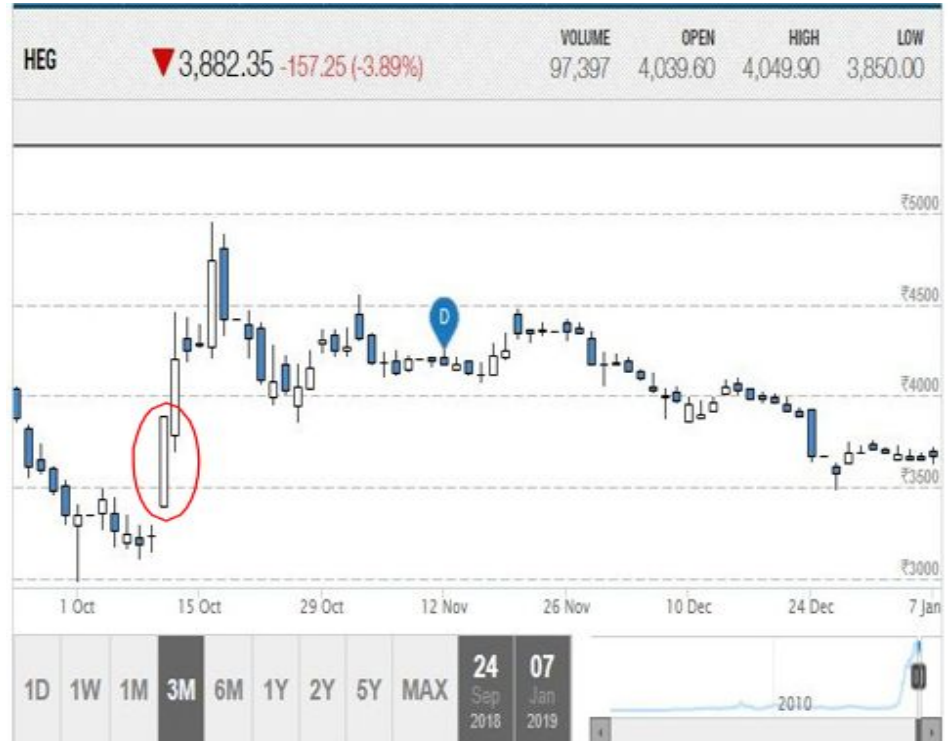 HEG ▼3,882.35 -157.25 (-3.89%)
VOLUME OPEN HIGH LOW
97,397 4,039.60 4,049.90 3,850.00
₹5000
₹4500
D
₹4000
₹3500
₹3000
1 Oct 15 Oct 29 Oct 12 Nov 26 Nov 10 Dec 24 Dec 7 Jan
1D 1W 1M 3M 6M 1Y 2Y 5Y MAX
24 Sep 2018
07 Jan 2019
2010